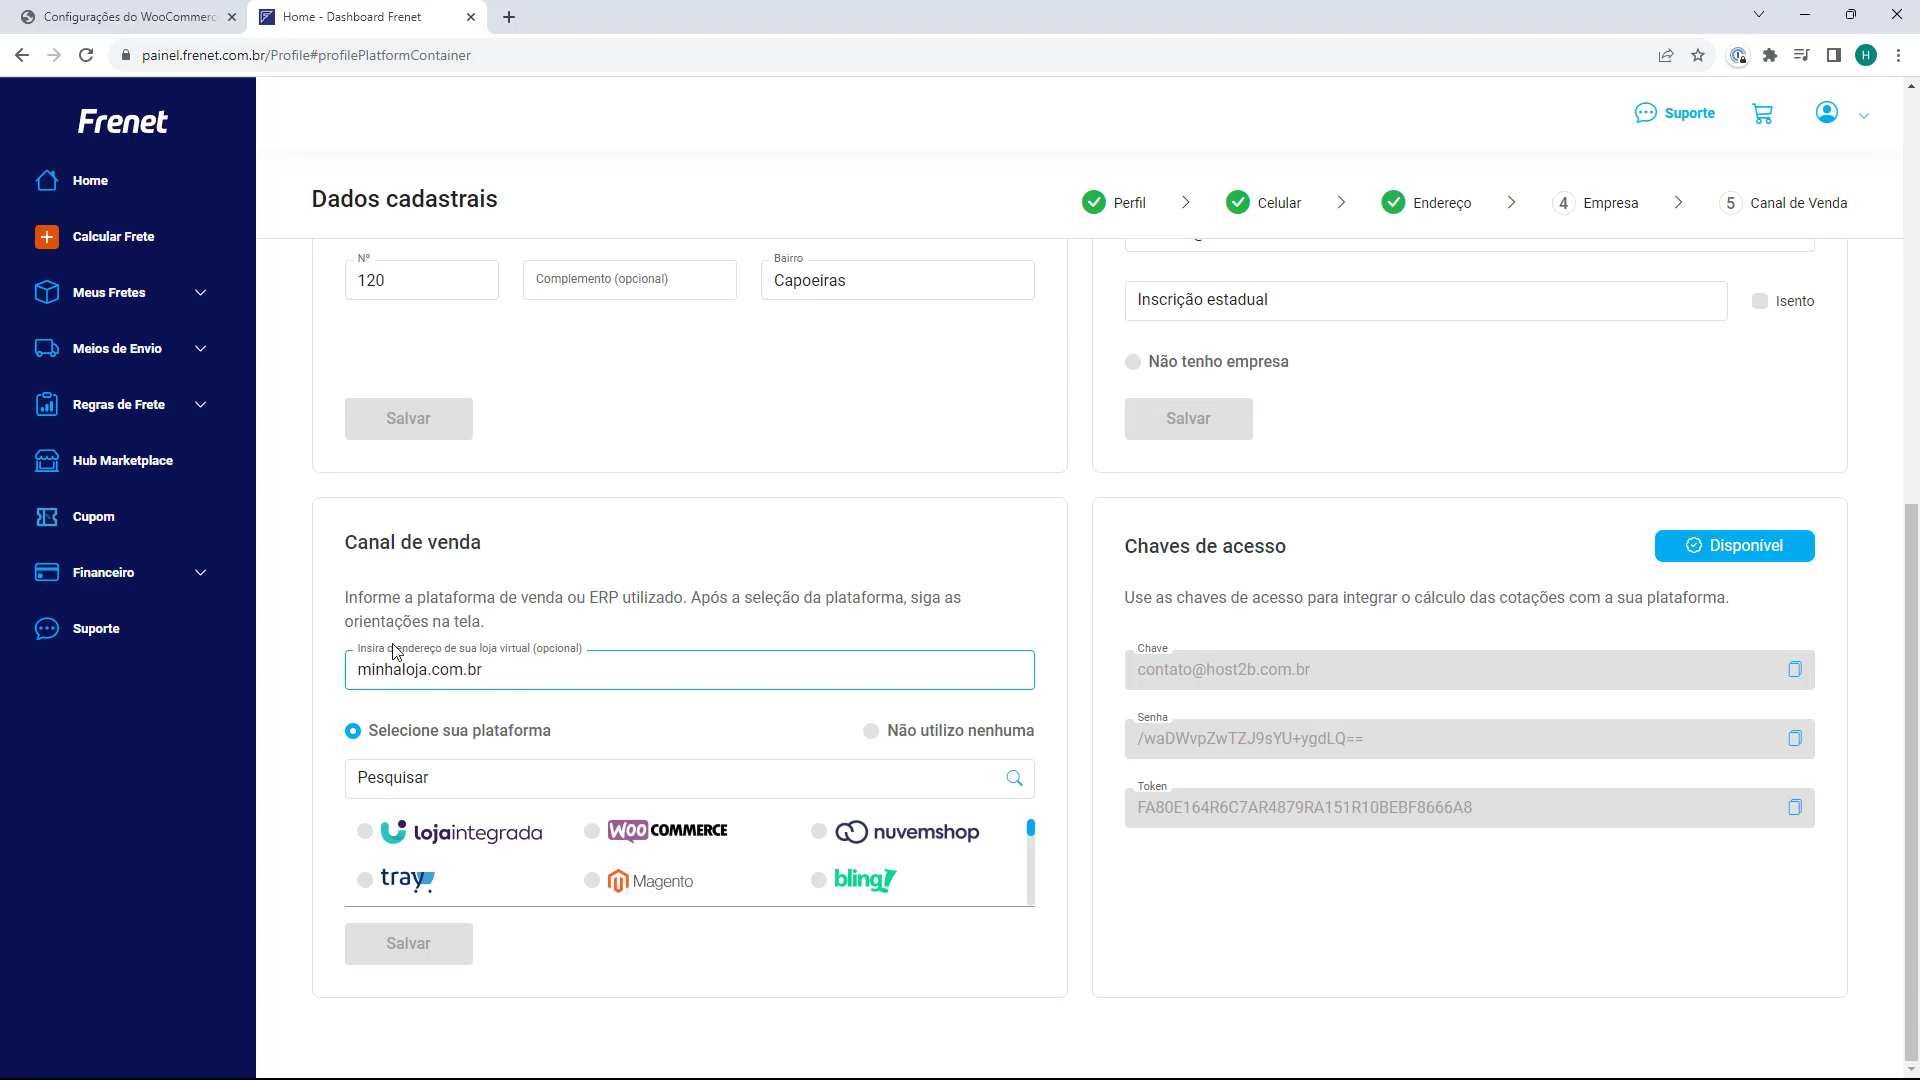 Configurações do WooCommerc
Home - Dashboard Frenet
painel.frenet.com.br/Profile#profilePlatformContainer
H
Frenet
Home
Calcular Frete
Meus Fretes
Meios de Envio
Regras de Frete
Hub Marketplace
Cupom
Financeiro
Suporte
Suporte
Dados cadastrais
Perfil
Celular
Endereço
4 Empresa
5 Canal de Venda
Nº
120
Complemento (opcional)
Bairro
Capoeiras
Salvar
Inscrição estadual
Isento
Não tenho empresa
Salvar
Canal de venda
Informe a plataforma de venda ou ERP utilizado. Após a seleção da plataforma, siga as
orientações na tela.
Insira o endereço de sua loja virtual (opcional)
minhaloja.com.br
Selecione sua plataforma
Não utilizo nenhuma
Pesquisar
lojaintegrada
WOO COMMERCE
nuvemshop
tray
Magento
bling!
Salvar
Chaves de acesso
Disponível
Use as chaves de acesso para integrar o cálculo das cotações com a sua plataforma.
Chave
contato@host2b.com.br
Senha
/waDWvpZwTZJ9sYU+ygdLQ==
Token
FA80E164R6C7AR4879RA151R10BEBF8666A8